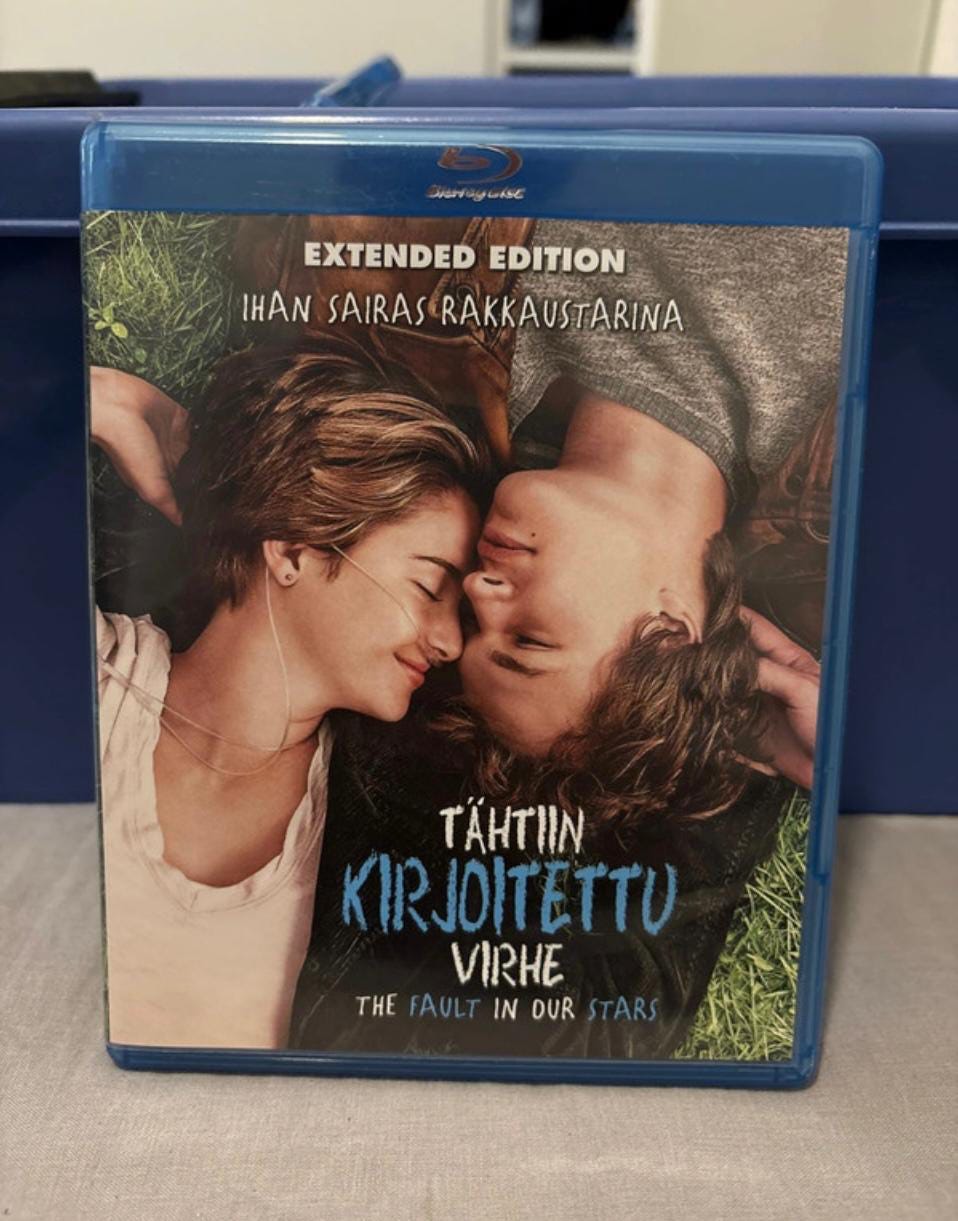 Blu-ray Disc
EXTENDED EDITION
IHAN SAIRAS RAKKAUSTARINA
TÄHTIIN
KIRJOITETTU
VIRHE
THE FAULT IN OUR STARS